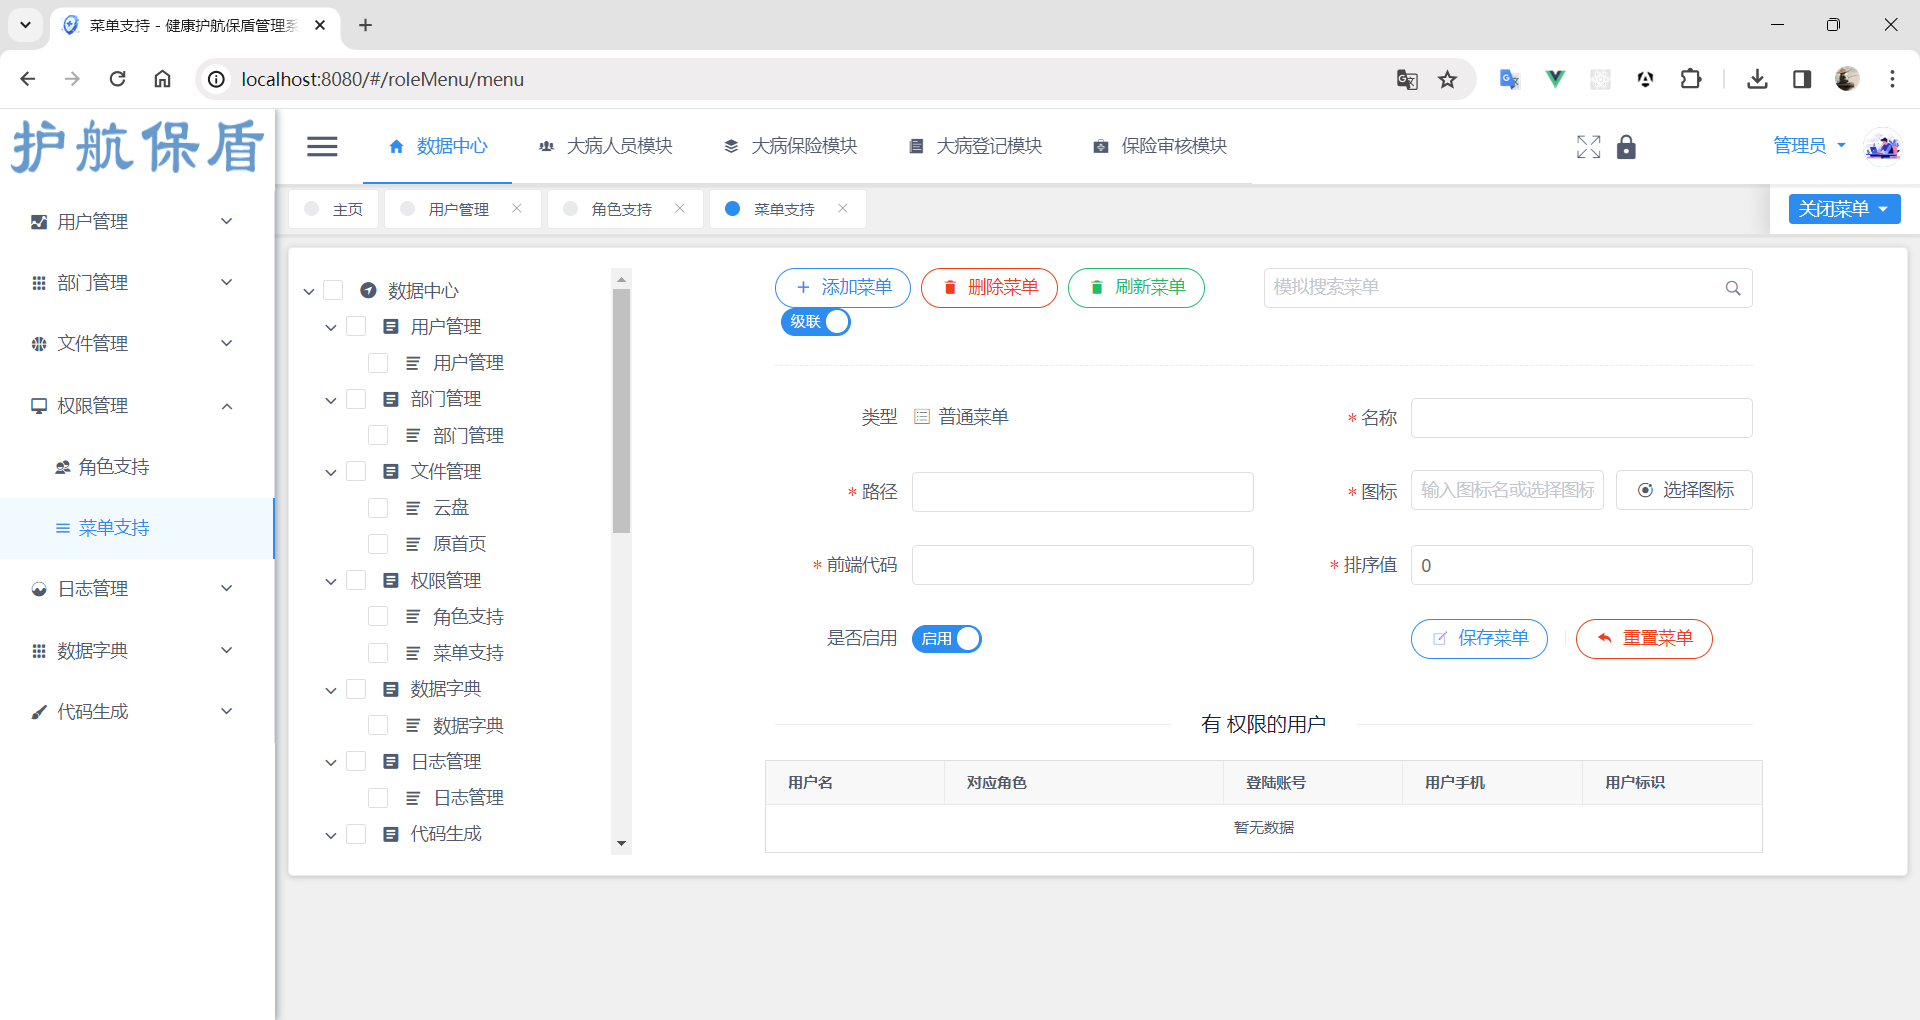 菜单支持 - 健康护航保盾管理系
localhost:8080/#/roleMenu/menu
护航保盾
数据中心
大病人员模块
大病保险模块
大病登记模块
保险审核模块
管理员
主页
用户管理
角色支持
菜单支持
关闭菜单
用户管理
部门管理
文件管理
权限管理
角色支持
菜单支持
日志管理
数据字典
代码生成
数据中心
用户管理
用户管理
部门管理
部门管理
文件管理
云盘
原首页
权限管理
角色支持
菜单支持
数据字典
数据字典
日志管理
日志管理
代码生成
添加菜单
删除菜单
刷新菜单
模拟搜索菜单
级联
类型 普通菜单
* 名称
* 路径
* 图标 输入图标名或选择图标 选择图标
* 前端代码
* 排序值 0
是否启用 启用
保存菜单
重置菜单
有 权限的用户
用户名 对应角色 登陆账号 用户手机 用户标识
暂无数据